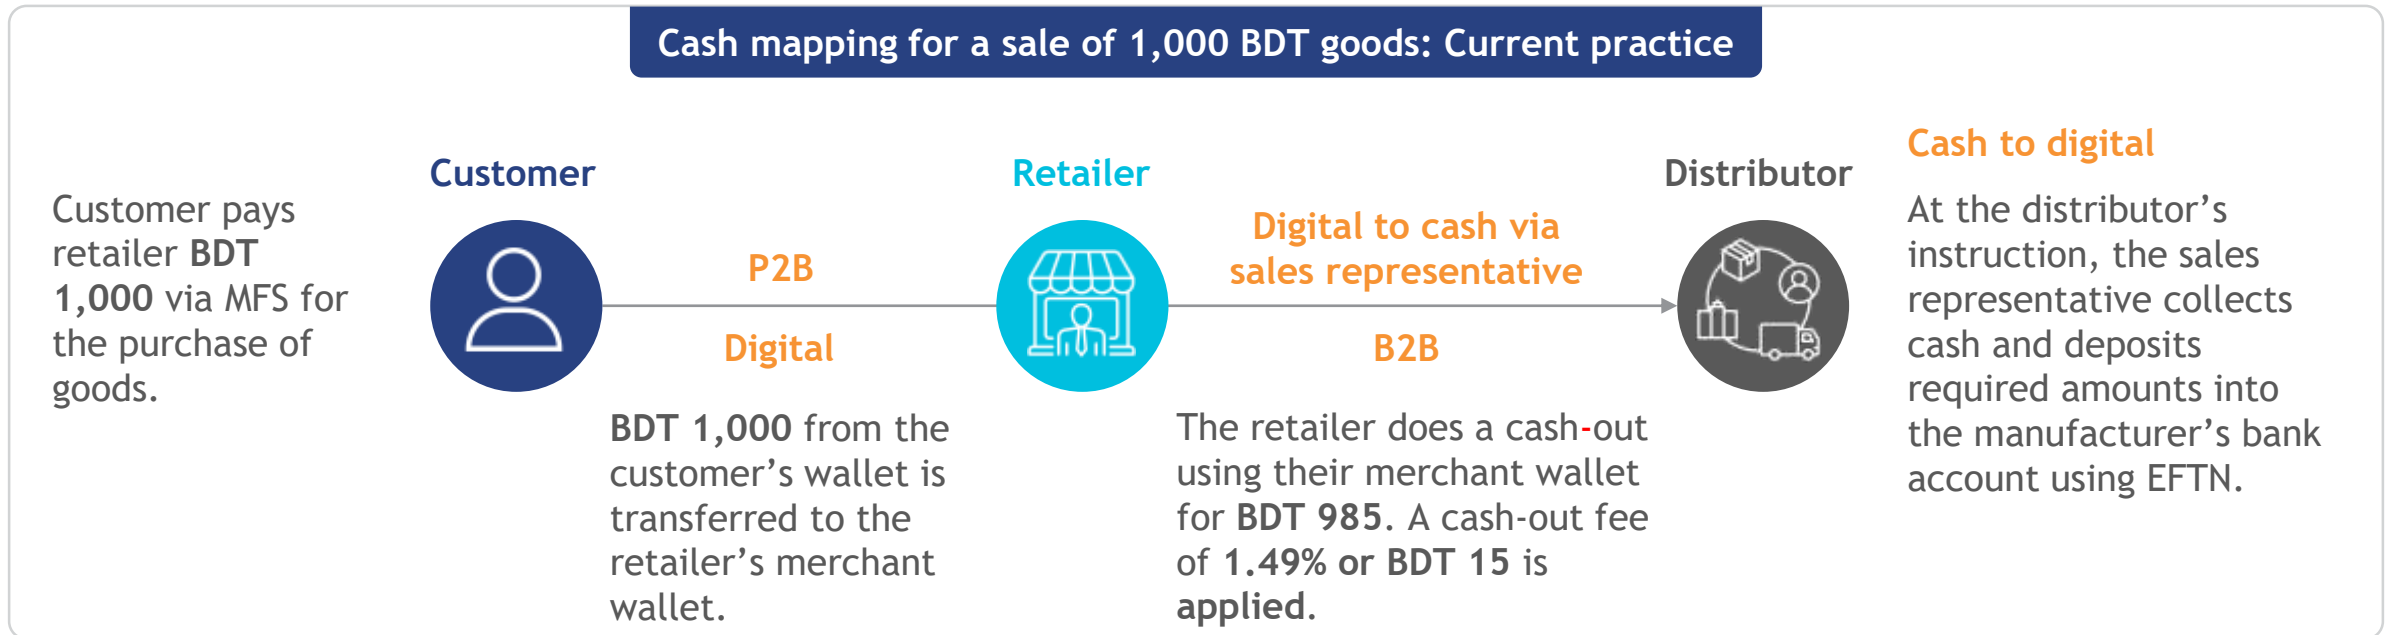 Cash mapping for a sale of 1,000 BDT goods: Current practice
Customer pays
retailer BDT
1,000 via MFS for
the purchase of
goods.
Customer
P2B
Digital
BDT 1,000 from the
customer’s wallet is
transferred to the
retailer’s merchant
wallet.
Retailer
Digital to cash via
sales representative
B2B
The retailer does a cash-out
using their merchant wallet
for BDT 985. A cash-out fee
of 1.49% or BDT 15 is
applied.
Distributor
Cash to digital
At the distributor’s
instruction, the sales
representative collects
cash and deposits
required amounts into
the manufacturer’s bank
account using EFTN.